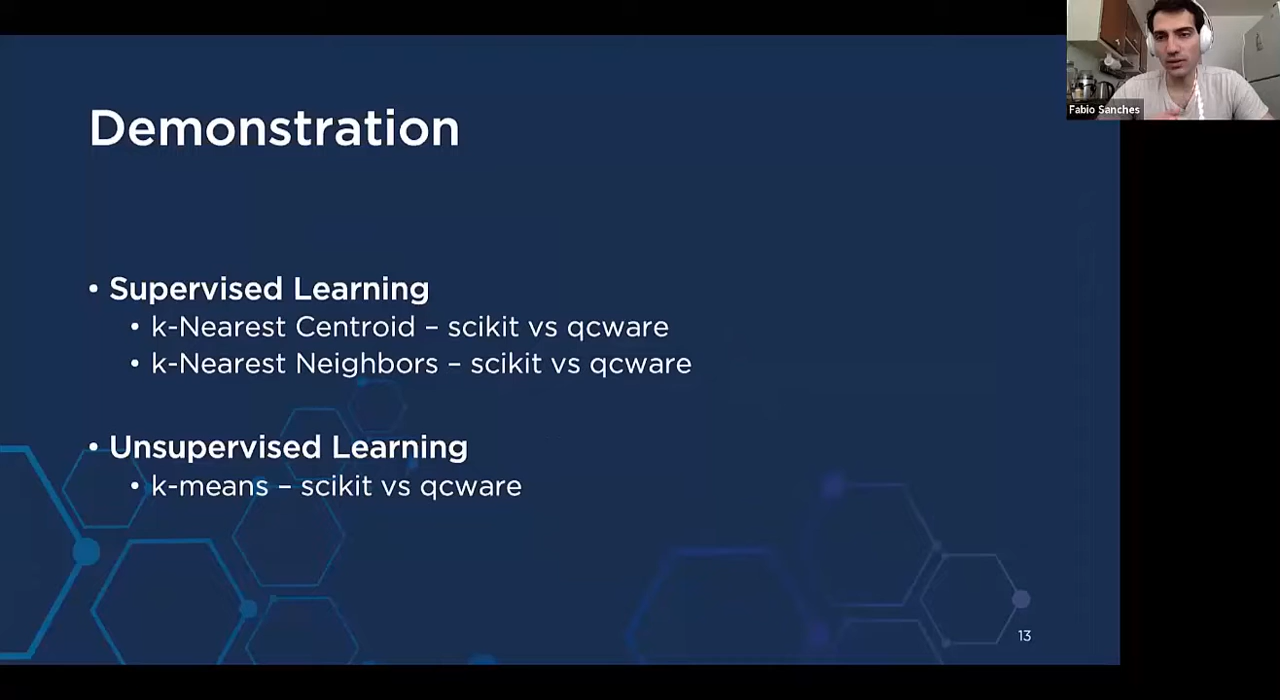 Fabio Sanches
Demonstration
• Supervised Learning
• k-Nearest Centroid – scikit vs qcware
• k-Nearest Neighbors – scikit vs qcware
• Unsupervised Learning
• k-means – scikit vs qcware
13